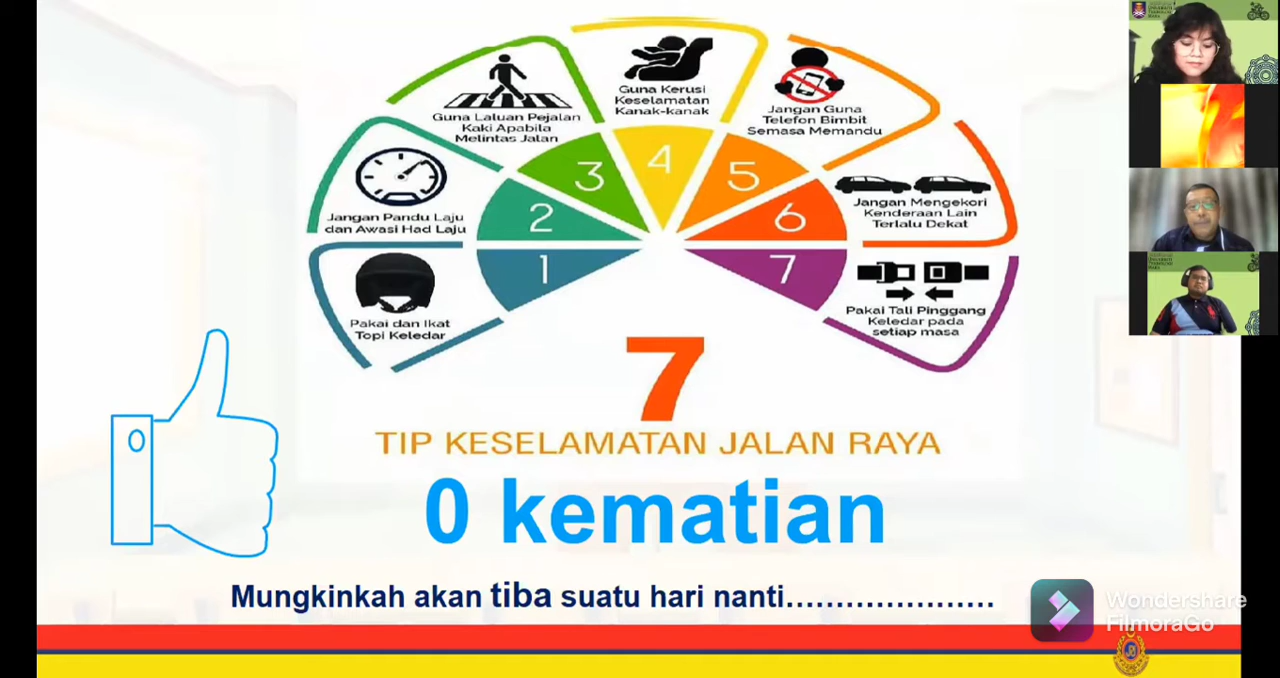 Guna Kerusi
Keselamatan
Kanak-kanak
Guna Laluan Pejalan
Kaki Apabila
Melintas Jalan
Jangan Guna
Telefon Bimbit
Semasa Memandu
Jangan Pandu Laju
dan Awasi Had Laju
Jangan Mengekori
Kenderaan Lain
Terlalu Dekat
Pakai dan Ikat
Topi Keledar
Pakai Tali Pinggang
Keledar pada
setiap masa
1
2
3
4
5
6
7
7
TIP KESELAMATAN JALAN RAYA
0 kematian
Mungkinkah akan tiba suatu hari nanti.....................
Wondershare
FilmoraGo